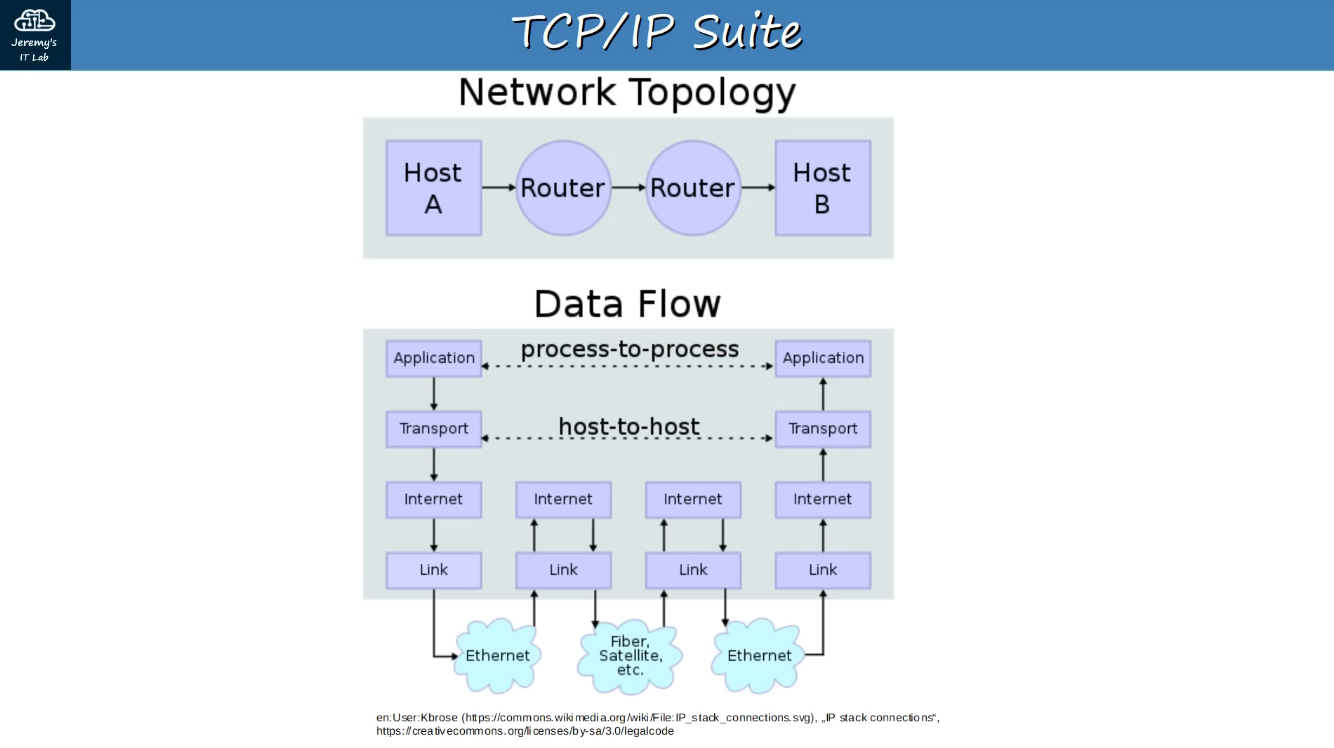 Jeremy's
IT Lab
TCP/IP Suite
Network Topology
Host
A
Router
Router
Host
B
Data Flow
Application
process-to-process
Application
Transport
host-to-host
Transport
Internet
Internet
Internet
Internet
Link
Link
Link
Link
Ethernet
Fiber,
Satellite,
etc.
Ethernet
en:User:Kbrose (https://commons.wikimedia.org/wiki/File:IP_stack_connections.svg), „IP stack connections“,
https://creativecommons.org/licenses/by-sa/3.0/legalcode